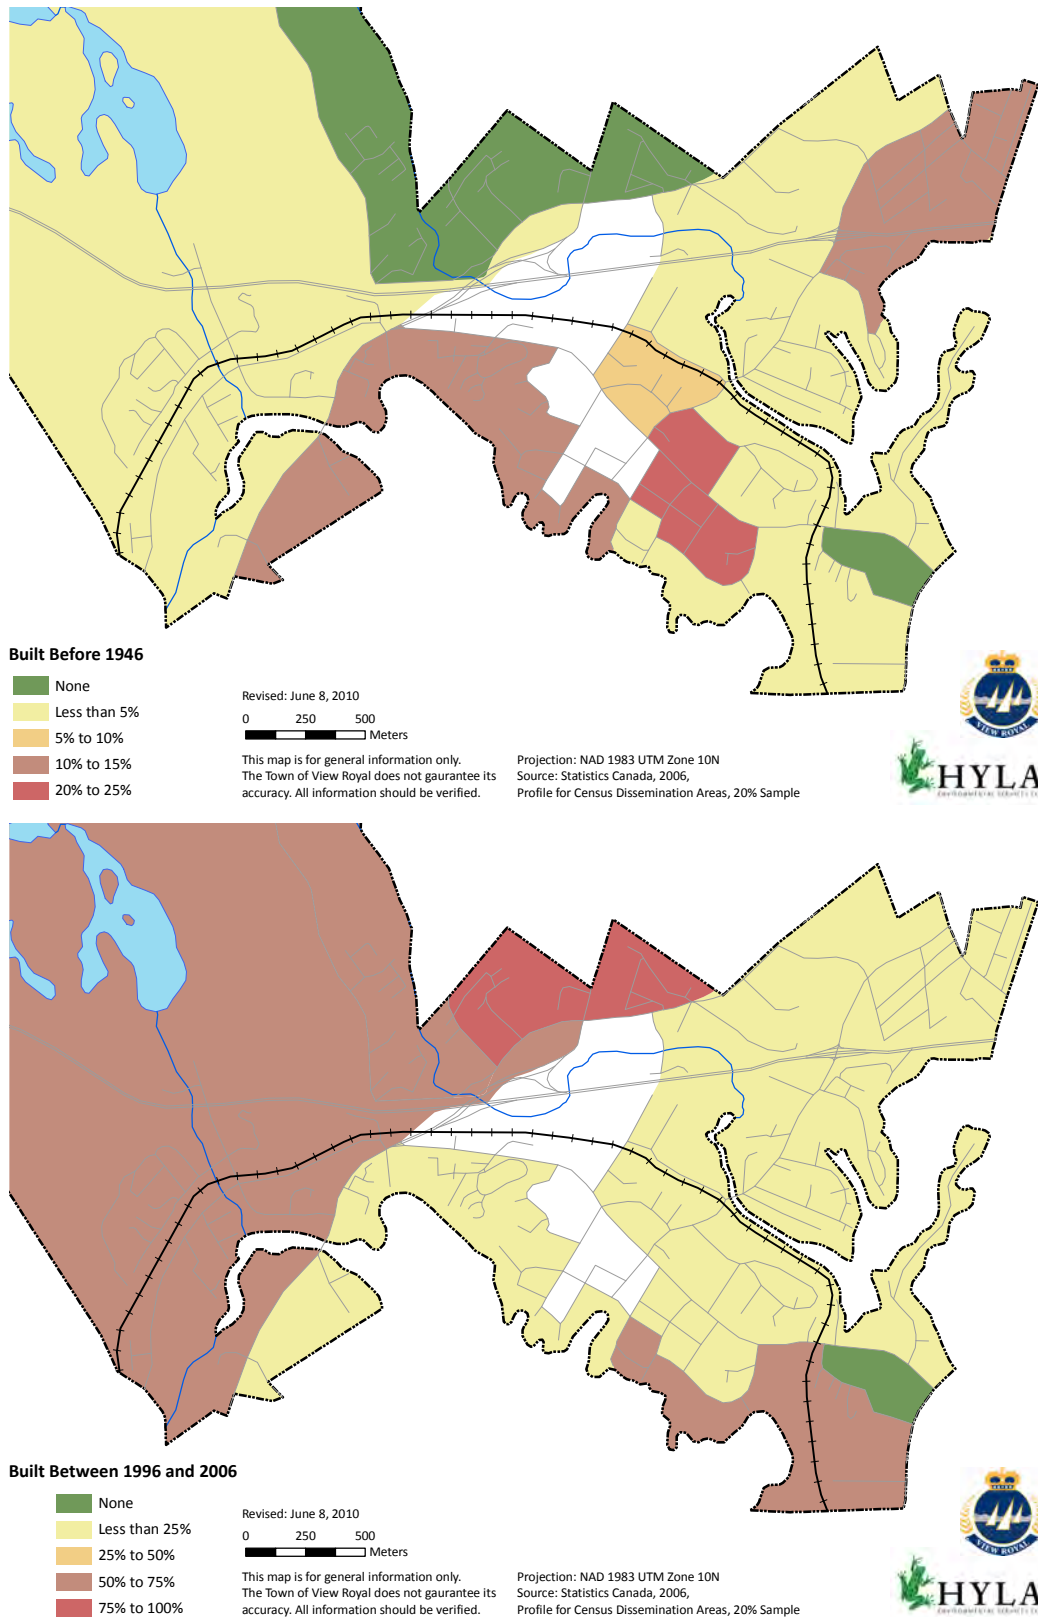 Built Before 1946
None
Less than 5%
5% to 10%
10% to 15%
20% to 25%
Revised: June 8, 2010
0 250 500
Meters
This map is for general information only.
The Town of View Royal does not gaurantee its
accuracy. All information should be verified.
Projection: NAD 1983 UTM Zone 10N
Source: Statistics Canada, 2006,
Profile for Census Dissemination Areas, 20% Sample
VIEW ROYAL
HYLA
Built Between 1996 and 2006
None
Less than 25%
25% to 50%
50% to 75%
75% to 100%
Revised: June 8, 2010
0 250 500
Meters
This map is for general information only.
The Town of View Royal does not gaurantee its
accuracy. All information should be verified.
Projection: NAD 1983 UTM Zone 10N
Source: Statistics Canada, 2006,
Profile for Census Dissemination Areas, 20% Sample
VIEW ROYAL
HYLA